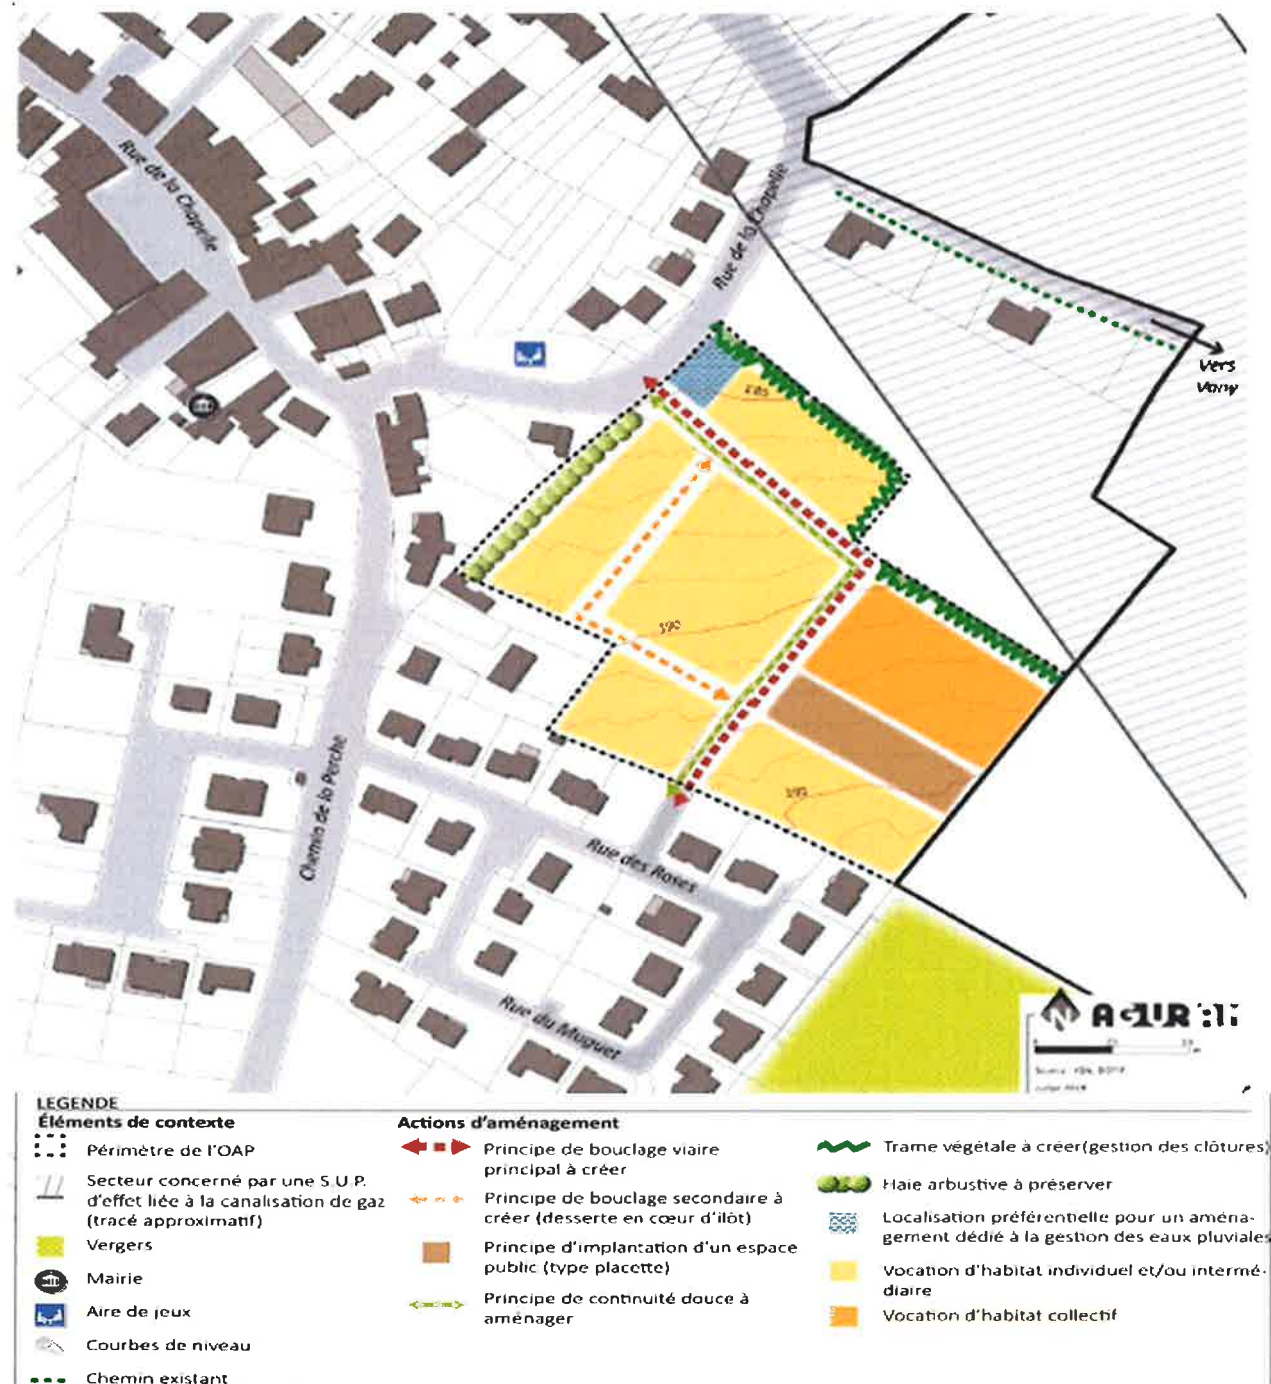 Rue de la Chapelle
Rue de la Chapelle
Vers
Vany
285
390
Chemin de la Perche
Rue des Roses
Rue du Muguet
N
LEGENDE
Éléments de contexte
Périmètre de l'OAP
Secteur concerné par une S.U.P.
d'effet liée à la canalisation de gaz
(tracé approximatif)
Vergers
Mairie
Aire de jeux
Courbes de niveau
Chemin existant
Actions d'aménagement
Principe de bouclage viaire
principal à créer
Principe de bouclage secondaire à
créer (desserte en cœur d'ilôt)
Principe d'implantation d'un espace
public (type placette)
Principe de continuité douce à
aménager
Trame végétale à créer(gestion des clôtures)
Haie arbustive à préserver
Localisation préférentielle pour un aména-
gement dédié à la gestion des eaux pluviales
Vocation d'habitat individuel et/ou intermé-
diaire
Vocation d'habitat collectif